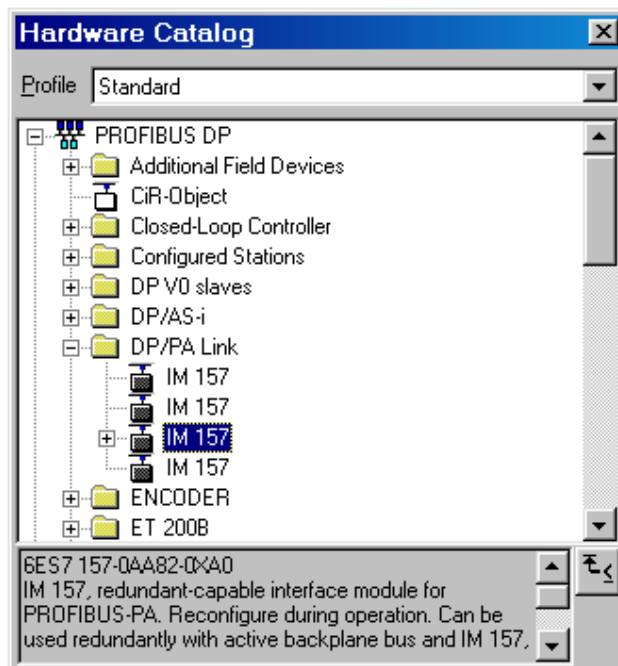 Hardware Catalog
Profile Standard
PROFIBUS DP
Additional Field Devices
CiR-Object
Closed-Loop Controller
Configured Stations
DP V0 slaves
DP/AS-i
DP/PA Link
IM 157
IM 157
IM 157
IM 157
ENCODER
ET 200B
6ES7 157-0AA82-0XA0
IM 157, redundant-capable interface module for
PROFIBUS-PA. Reconfigure during operation. Can be
used redundantly with active backplane bus and IM 157,